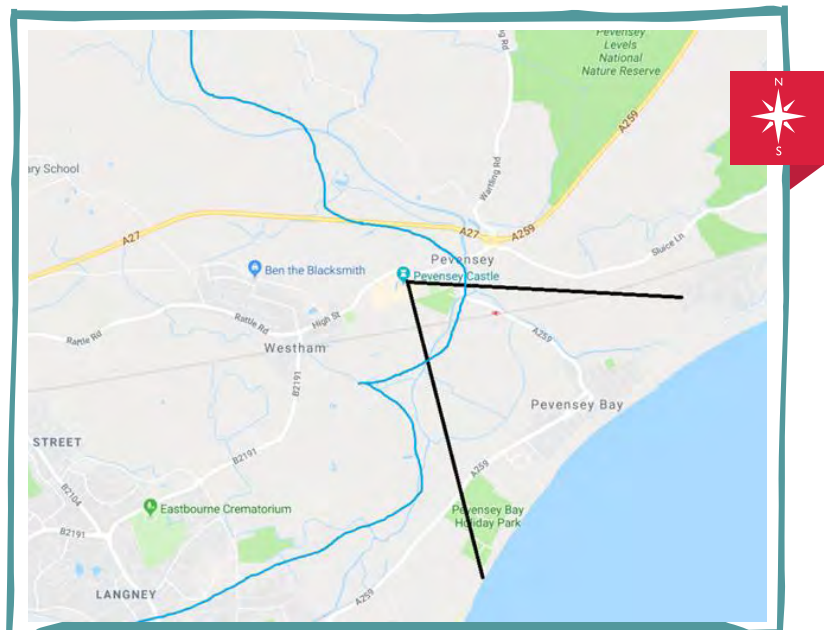 Pevensey
Levels
National
Nature Reserve
N
S
ng Rd
A259
ary School
Wartling Rd
A27
A27
A259
Sluice Ln
Pevensey
Ben the Blacksmith
Pevensey Castle
Rattle Rd
High St
Rattle Rd
Westham
A259
B2191
Pevensey Bay
STREET
B2191
A259
B2104
Eastbourne Crematorium
Pevensey Bay
Holiday Park
B2191
LANGNEY
A259